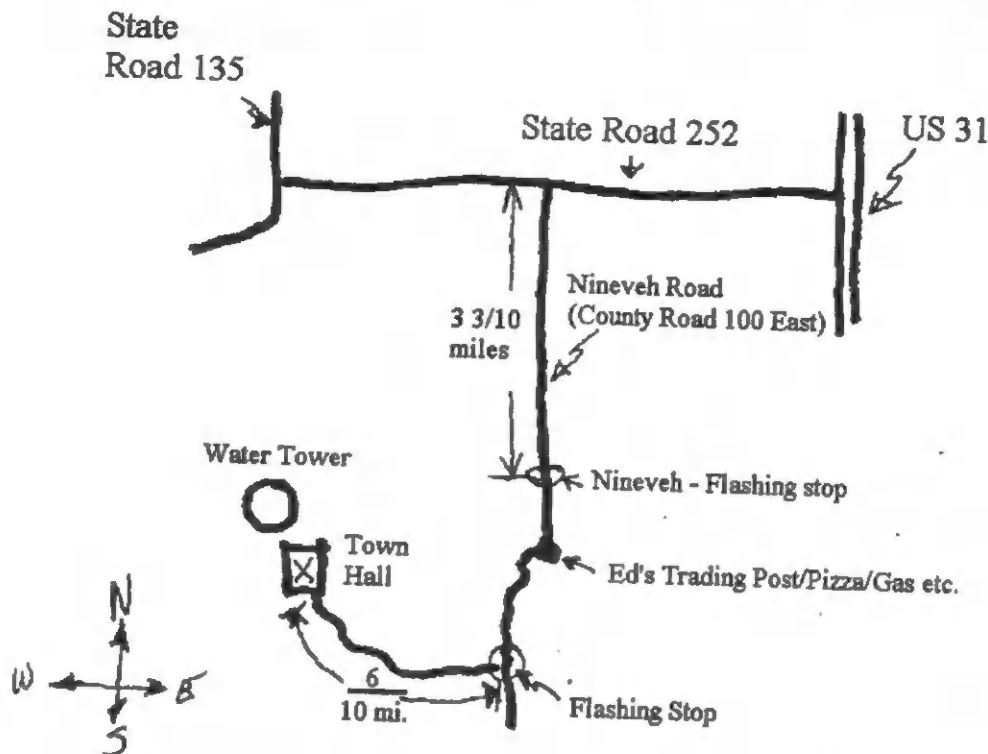 State
Road 135
State Road 252
US 31
Nineveh Road
(County Road 100 East)
3 3/10
miles
Water Tower
Nineveh - Flashing stop
Town
Hall
X
Ed's Trading Post/Pizza/Gas etc.
N
W
E
S
6
10 mi.
Flashing Stop